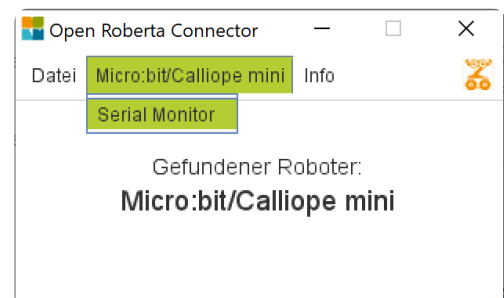 Open Roberta Connector
Datei Micro:bit/Calliope mini Info
Serial Monitor
Gefundener Roboter:
Micro:bit/Calliope mini